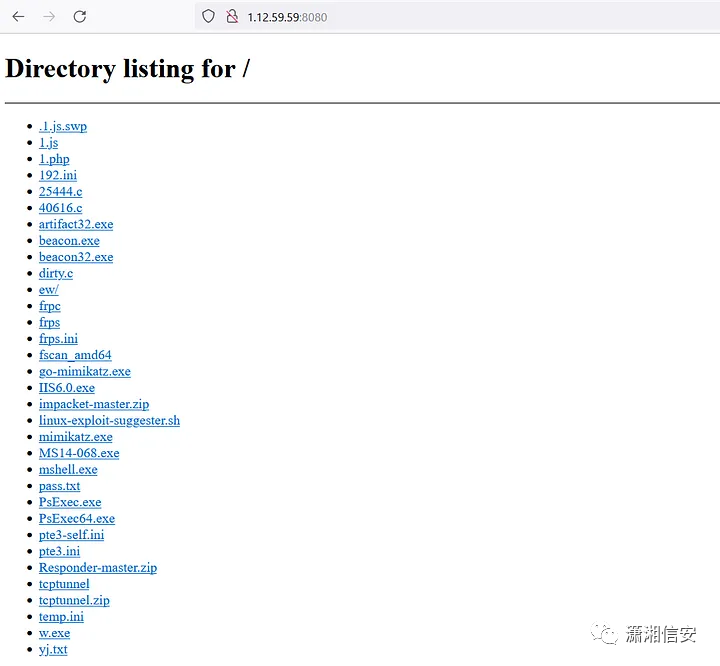 1.12.59.59:8080
Directory listing for /
.1.js.swp
1.js
1.php
192.ini
25444.c
40616.c
artifact32.exe
beacon.exe
beacon32.exe
dirty.c
ew/
frpc
frps
frps.ini
fscan_amd64
go-mimikatz.exe
IIS6.0.exe
impacket-master.zip
linux-exploit-suggester.sh
mimikatz.exe
MS14-068.exe
mshell.exe
pass.txt
PsExec.exe
PsExec64.exe
pte3-self.ini
pte3.ini
Responder-master.zip
tcptunnel
tcptunnel.zip
temp.ini
w.exe
yj.txt
潇湘信安